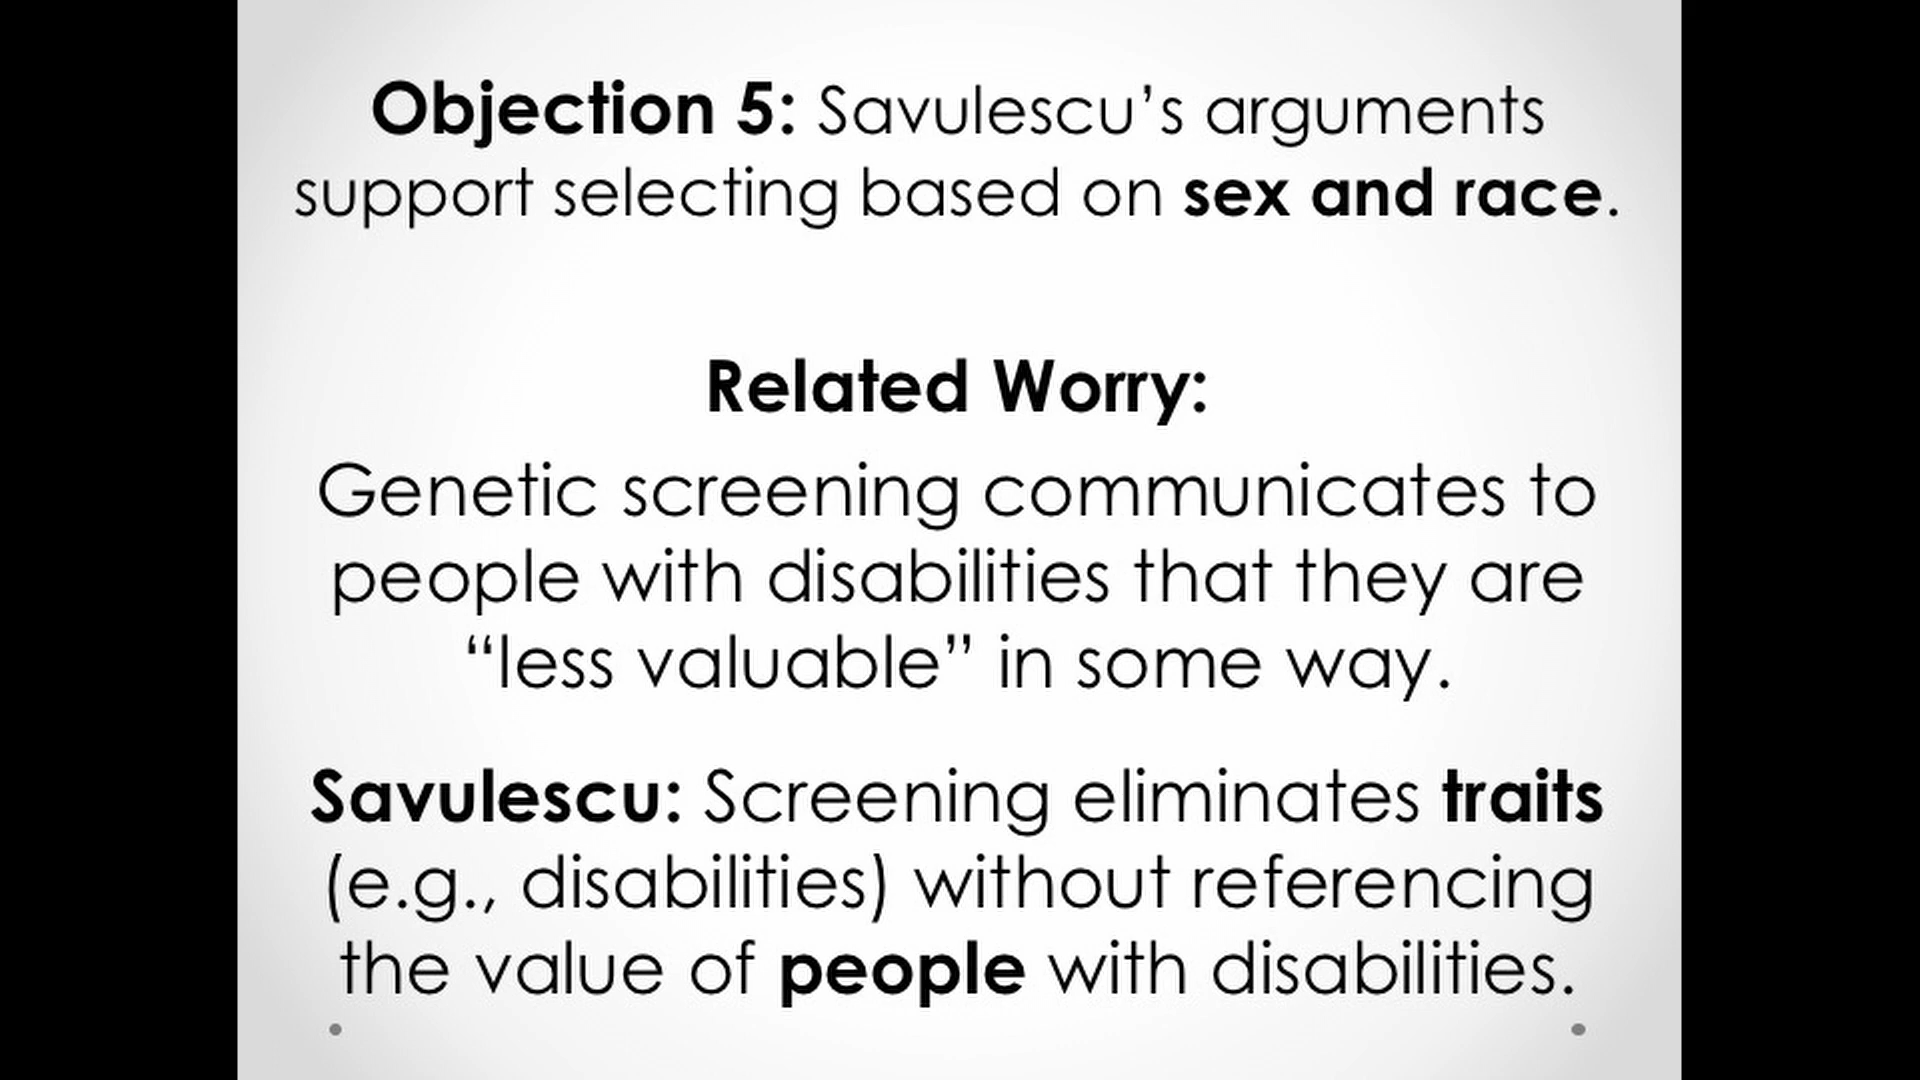 Objection 5: Savulescu’s arguments
support selecting based on sex and race.
Related Worry:
Genetic screening communicates to
people with disabilities that they are
“less valuable” in some way.
Savulescu: Screening eliminates traits
(e.g., disabilities) without referencing
the value of people with disabilities.